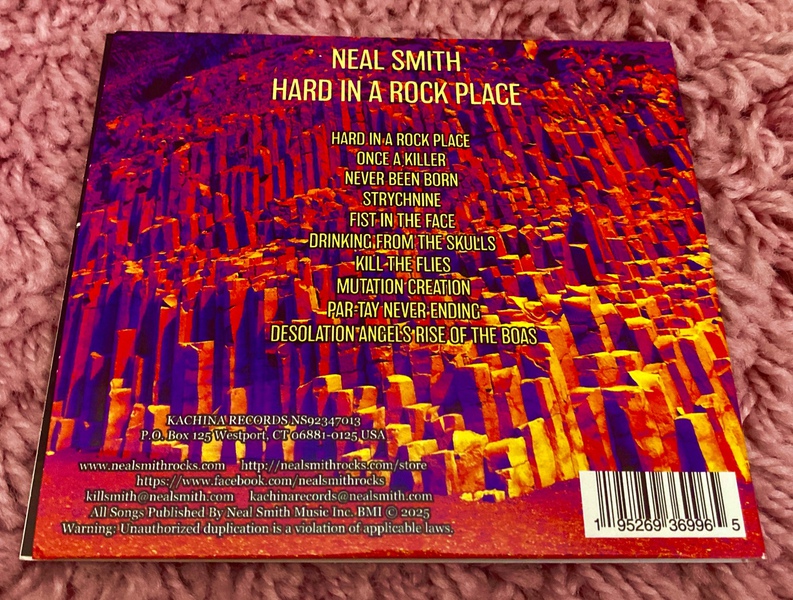 NEAL SMITH
HARD IN A ROCK PLACE
HARD IN A ROCK PLACE
ONCE A KILLER
NEVER BEEN BORN
STRYCHNINE
FIST IN THE FACE
DRINKING FROM THE SKULLS
KILL THE FLIES
MUTATION CREATION
PAR-TAY NEVER ENDING
DESOLATION ANGELS RISE OF THE BOAS
KACHINA RECORDS NS92347013
P.O. Box 125 Westport, CT 06881-0125 USA
www.nealsmithrocks.com http://nealsmithrocks.com/store
https://www.facebook.com/nealsmithrocks
killsmith@nealsmith.com kachinarecords@nealsmith.com
All Songs Published By Neal Smith Music Inc. BMI © 2025
Warning: Unauthorized duplication is a violation of applicable laws.
1 95269 36996 5